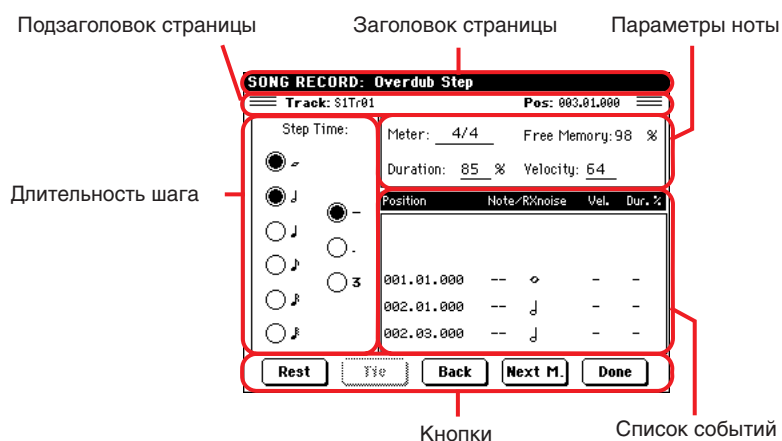 Подзаголовок страницы
Заголовок страницы
Параметры ноты
SONG RECORD: Overdub Step
Track: S1Tr01 Pos: 003.01.000
Step Time:
Meter: 4/4 Free Memory: 98 %
Duration: 85 % Velocity: 64
Длительность шага
Position Note/RXnoise Vel. Dur.%
-
.
3
001.01.000 -- - -
002.01.000 -- - -
002.03.000 -- - -
Rest Tie Back Next M. Done
Кнопки
Список событий